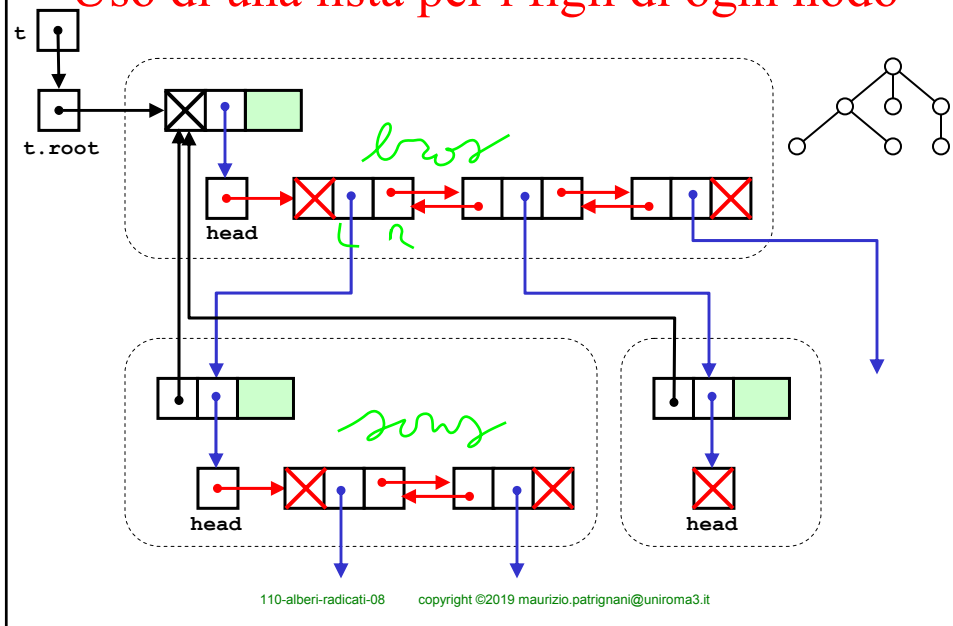 Uso di una lista per i figli di ogni nodo
t
t.root
bros
head
L
sons
head
head
110-alberi-radicati-08 copyright ©2019 maurizio.patrignani@uniroma3.it